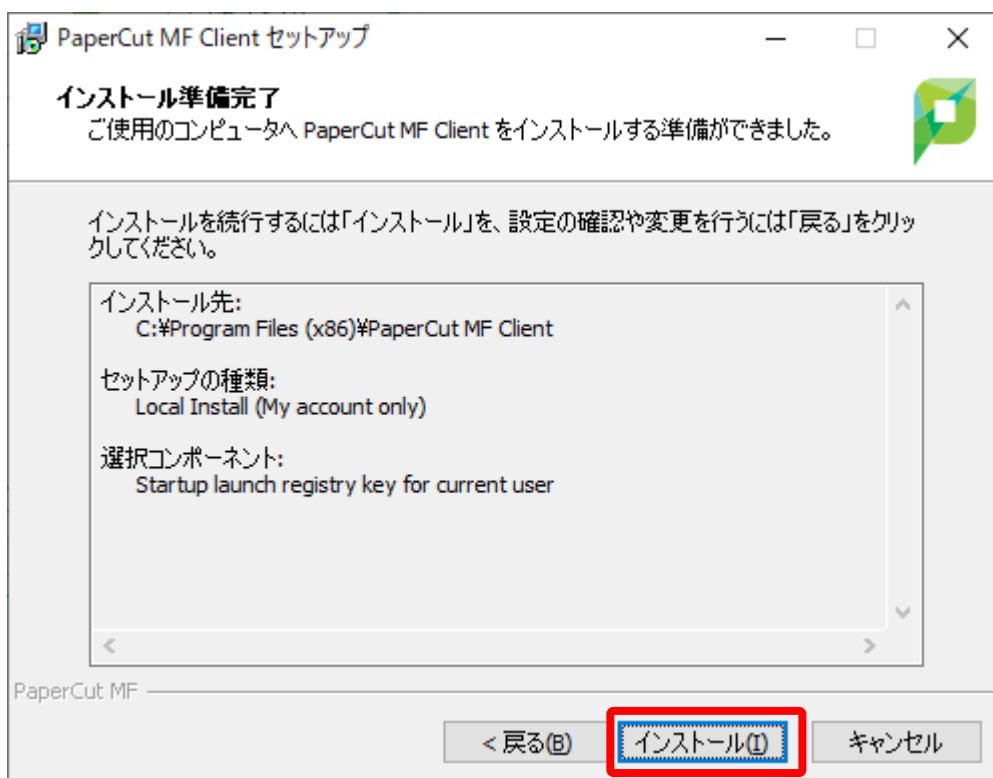 PaperCut MF Client セットアップ
インストール準備完了
ご使用のコンピュータへ PaperCut MF Client をインストールする準備ができました。
インストールを続行するには「インストール」を、設定の確認や変更を行うには「戻る」をクリッ
クしてください。
インストール先:
C:¥Program Files (x86)¥PaperCut MF Client
セットアップの種類:
Local Install (My account only)
選択コンポーネント:
Startup launch registry key for current user
PaperCut MF
< 戻る(B) インストール(I) キャンセル